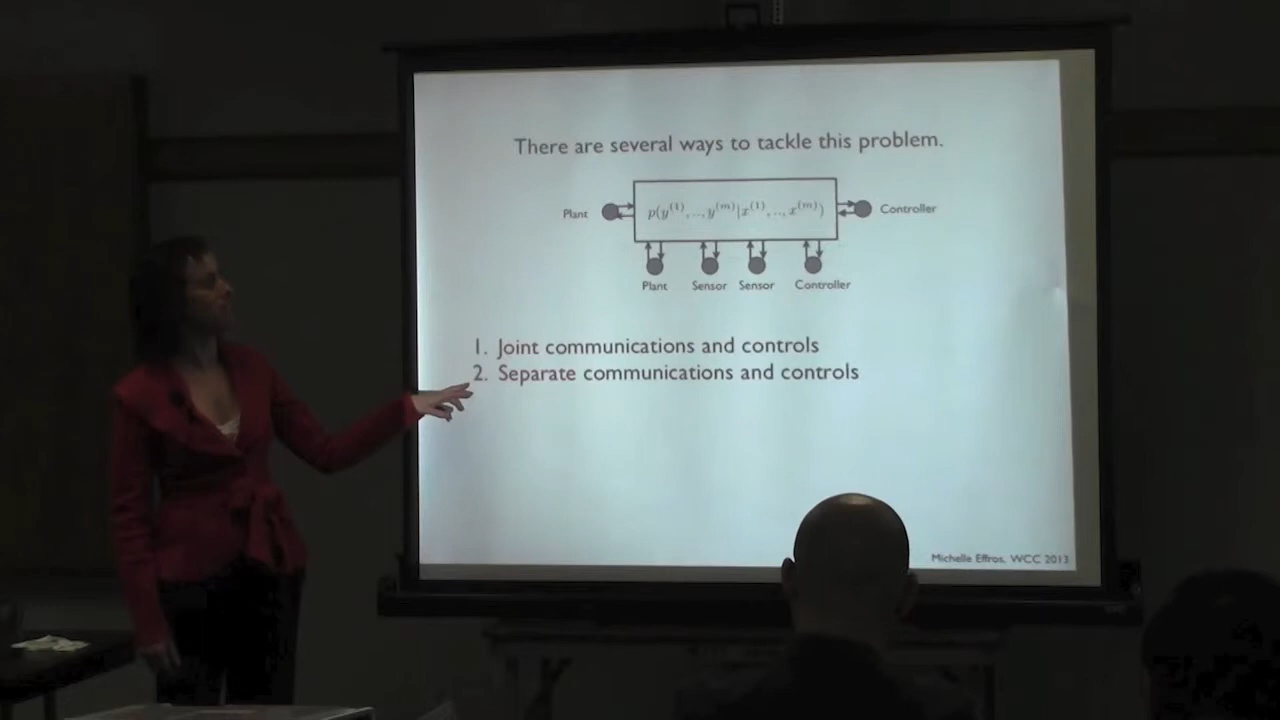 There are several ways to tackle this problem.
Plant p(y^(1),..,y^(m)|x^(1),..,x^(m)) Controller
Plant Sensor Sensor Controller
1. Joint communications and controls
2. Separate communications and controls
Michelle Effros, WCC 2013